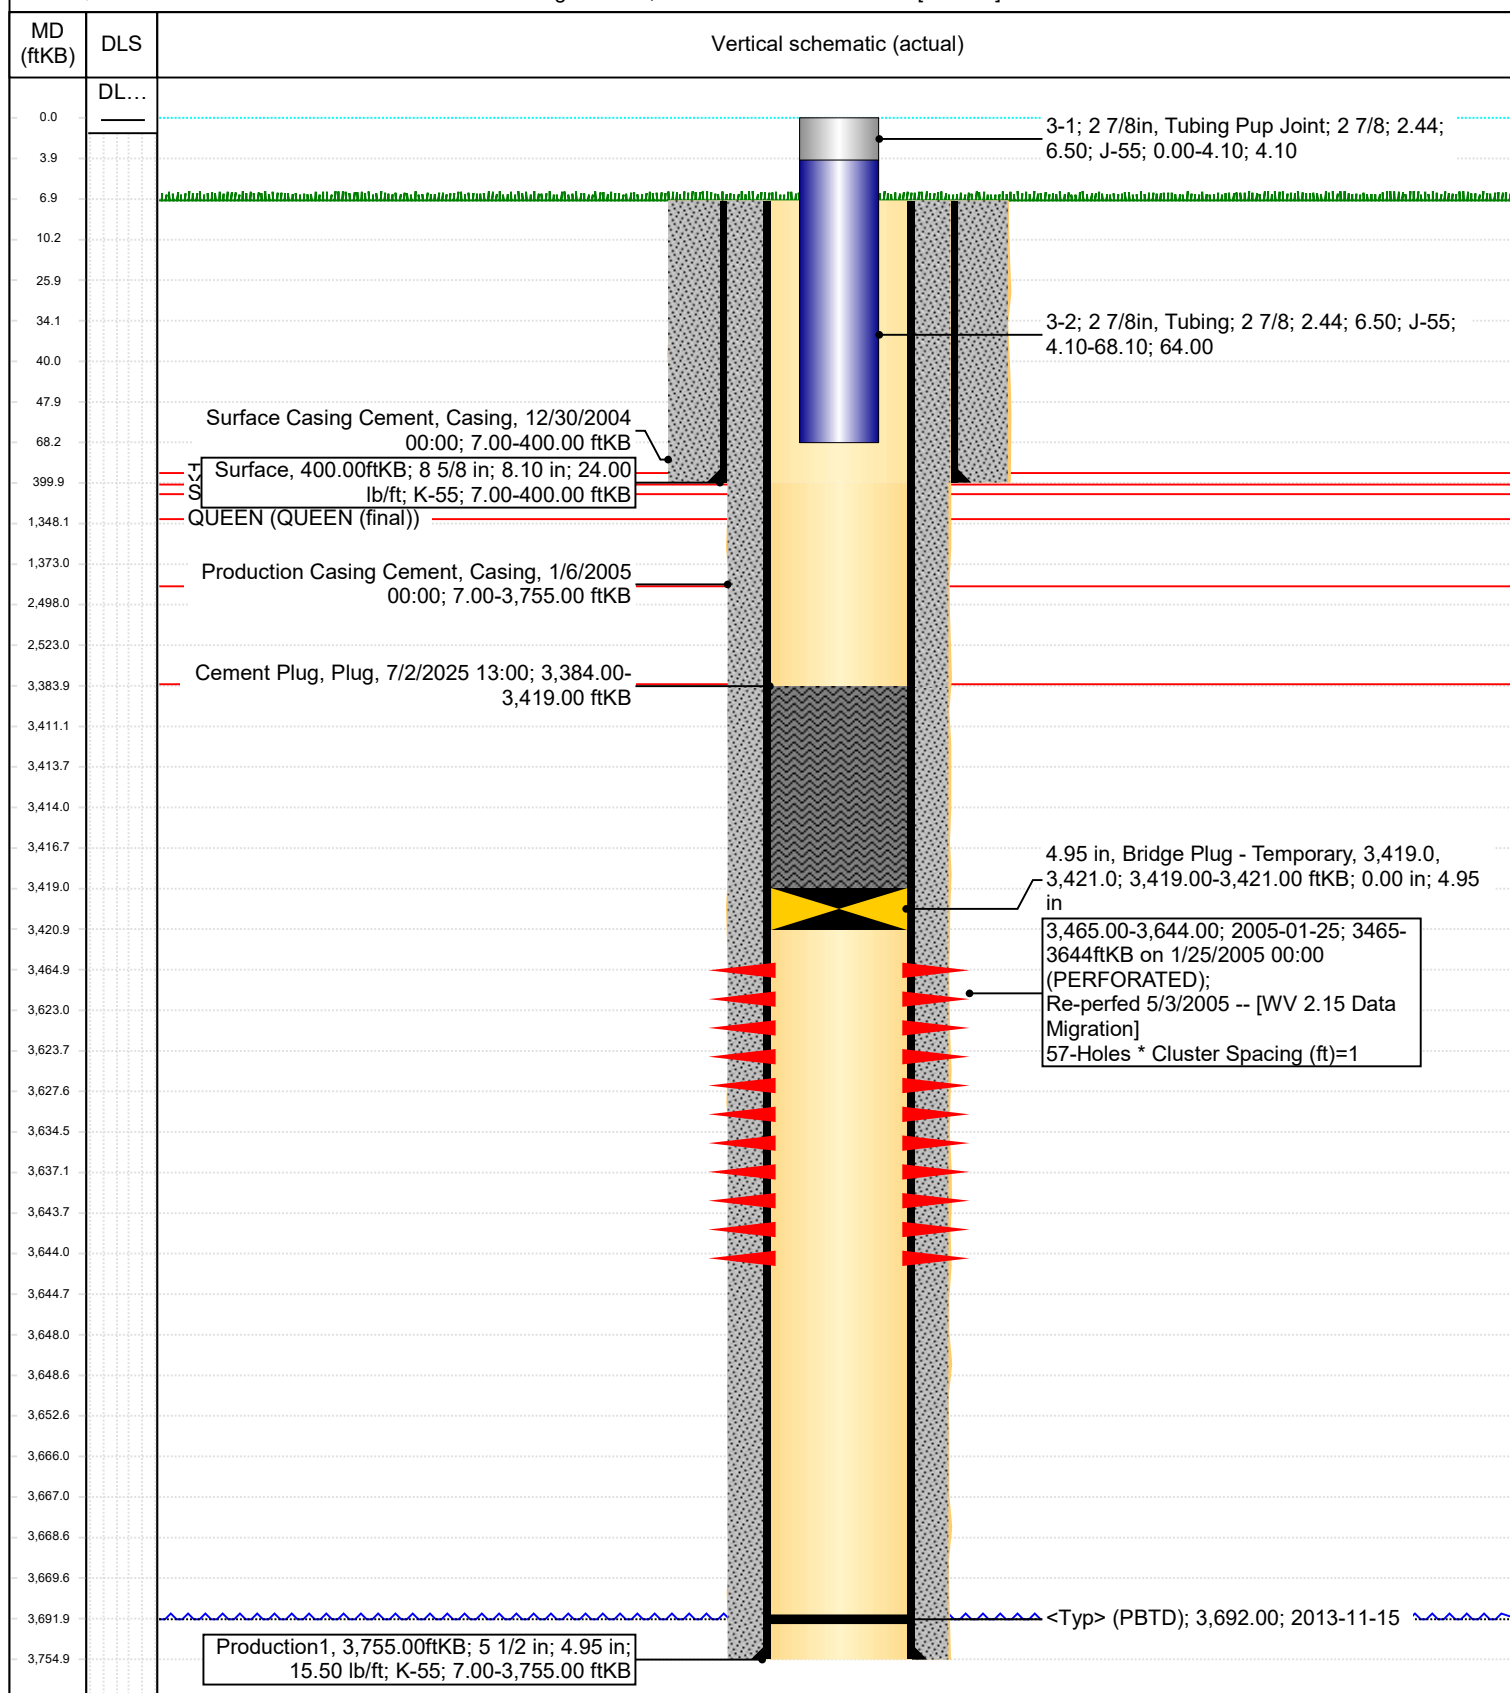 MD
(ftKB)
DLS
Vertical schematic (actual)
DL…
0.0
3.9
6.9
10.2
25.9
34.1
40.0
47.9
68.2
399.9
1,348.1
1,373.0
2,498.0
2,523.0
3,383.9
3,411.1
3,413.7
3,414.0
3,416.7
3,419.0
3,420.9
3,464.9
3,623.0
3,623.7
3,627.6
3,634.5
3,637.1
3,643.7
3,644.0
3,644.7
3,648.0
3,648.6
3,652.6
3,666.0
3,667.0
3,668.6
3,669.6
3,691.9
3,754.9
3-1; 2 7/8in, Tubing Pup Joint; 2 7/8; 2.44;
6.50; J-55; 0.00-4.10; 4.10
3-2; 2 7/8in, Tubing; 2 7/8; 2.44; 6.50; J-55;
4.10-68.10; 64.00
Surface Casing Cement, Casing, 12/30/2004
00:00; 7.00-400.00 ftKB
Surface, 400.00ftKB; 8 5/8 in; 8.10 in; 24.00
lb/ft; K-55; 7.00-400.00 ftKB
QUEEN (QUEEN (final))
Production Casing Cement, Casing, 1/6/2005
00:00; 7.00-3,755.00 ftKB
Cement Plug, Plug, 7/2/2025 13:00; 3,384.00-
3,419.00 ftKB
4.95 in, Bridge Plug - Temporary, 3,419.0,
3,421.0; 3,419.00-3,421.00 ftKB; 0.00 in; 4.95
in
3,465.00-3,644.00; 2005-01-25; 3465-
3644ftKB on 1/25/2005 00:00
(PERFORATED);
Re-perfed 5/3/2005 -- [WV 2.15 Data
Migration]
57-Holes * Cluster Spacing (ft)=1
<Typ> (PBTD); 3,692.00; 2013-11-15
Production1, 3,755.00ftKB; 5 1/2 in; 4.95 in;
15.50 lb/ft; K-55; 7.00-3,755.00 ftKB